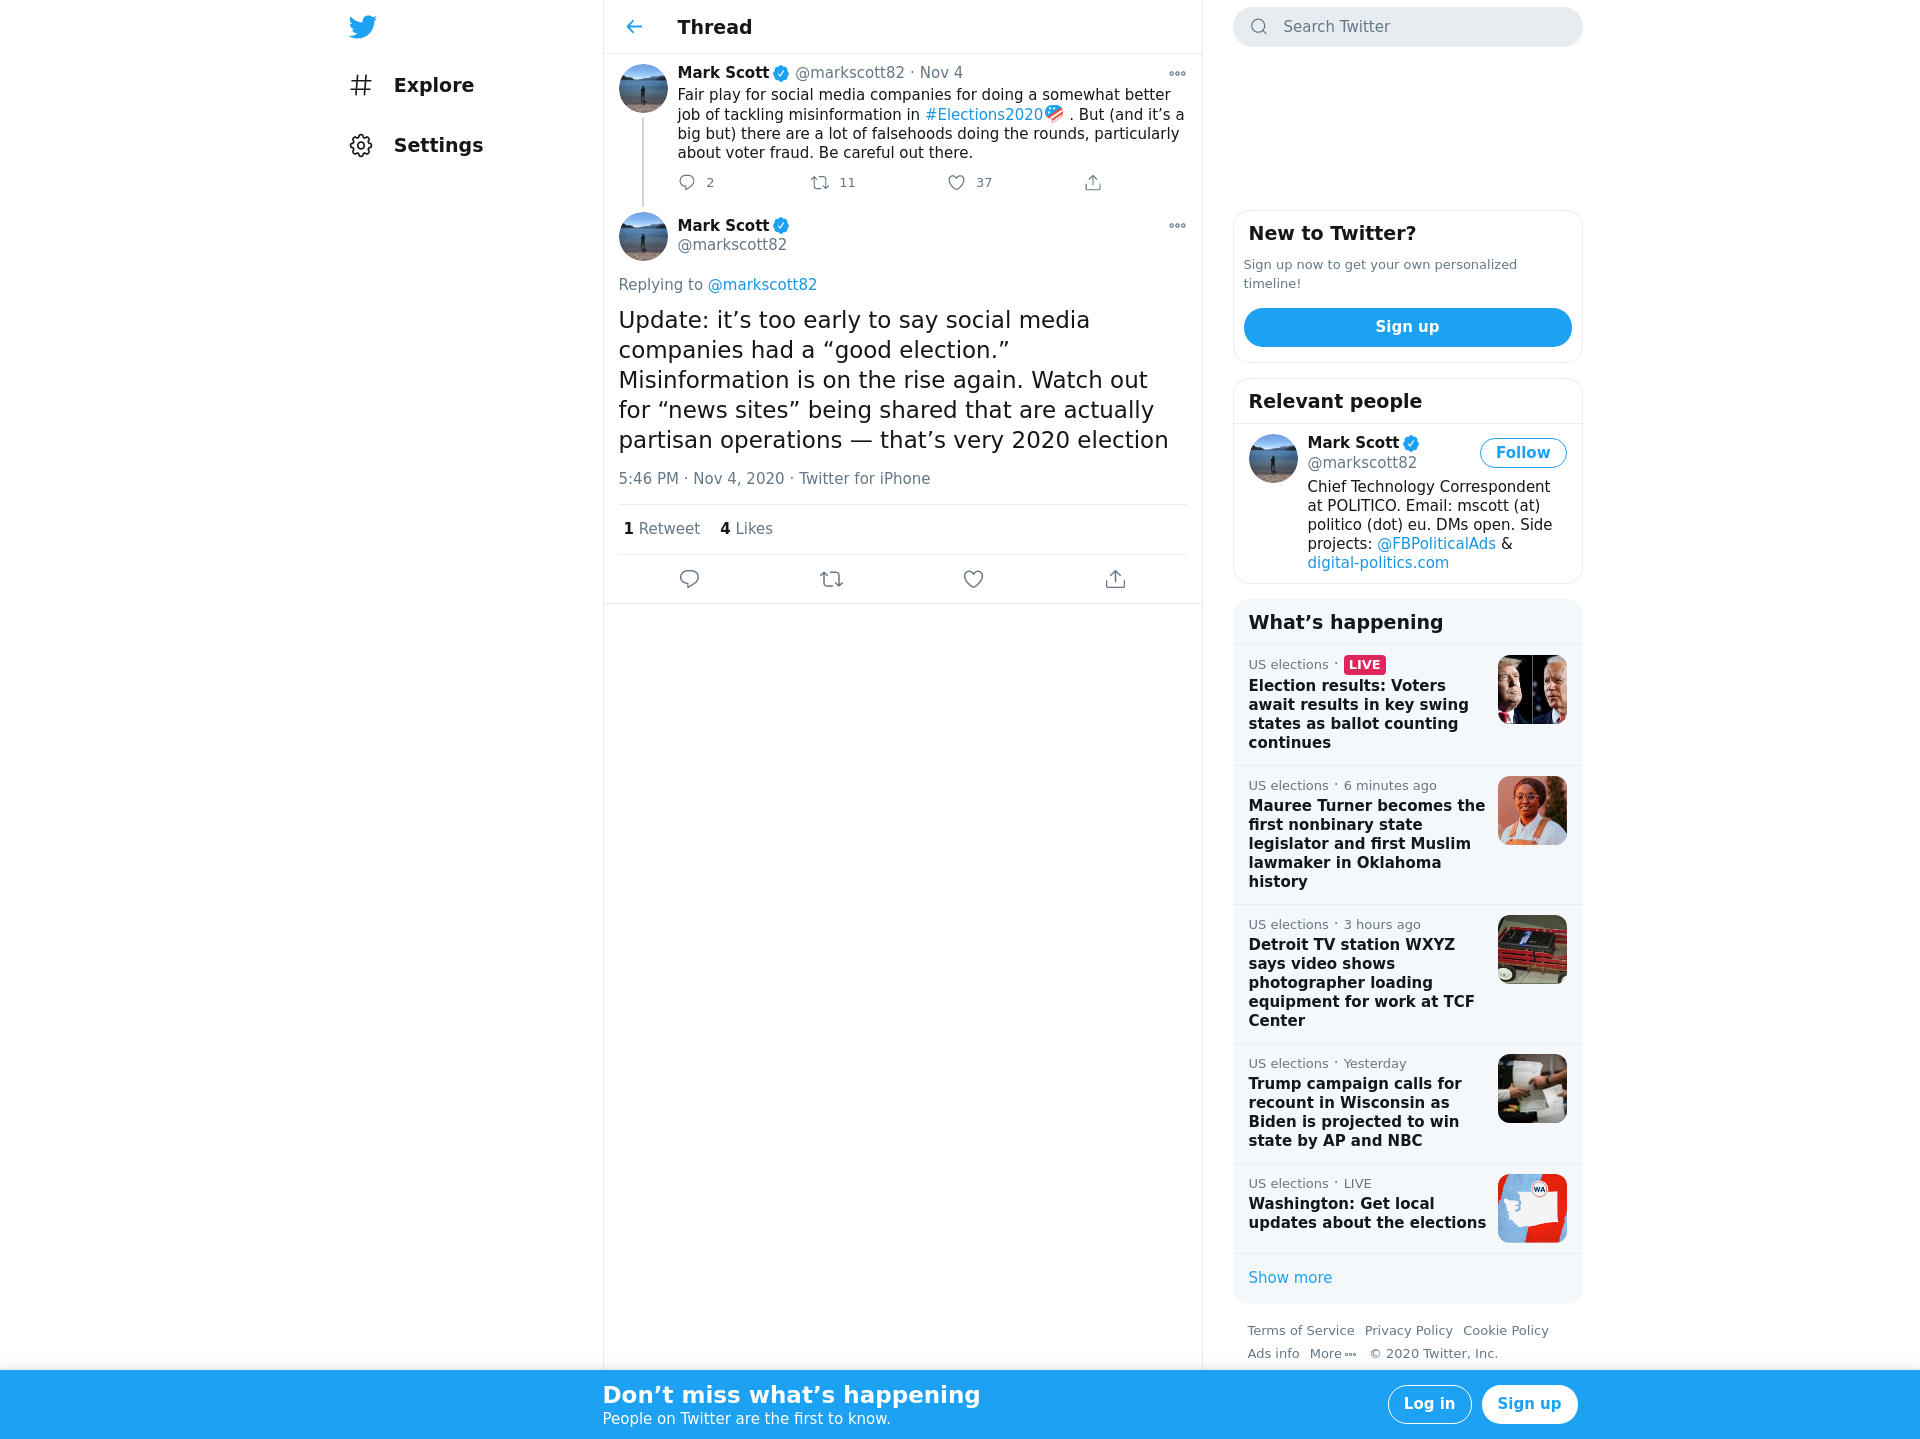 Explore
Settings
Thread
Mark Scott @markscott82 · Nov 4
Fair play for social media companies for doing a somewhat better
job of tackling misinformation in #Elections2020 . But (and it’s a
big but) there are a lot of falsehoods doing the rounds, particularly
about voter fraud. Be careful out there.
2 11 37
Mark Scott
@markscott82
Replying to @markscott82
Update: it’s too early to say social media
companies had a “good election.”
Misinformation is on the rise again. Watch out
for “news sites” being shared that are actually
partisan operations — that’s very 2020 election
5:46 PM · Nov 4, 2020 · Twitter for iPhone
1 Retweet 4 Likes
Search Twitter
New to Twitter?
Sign up now to get your own personalized
timeline!
Sign up
Relevant people
Mark Scott
@markscott82
Follow
Chief Technology Correspondent
at POLITICO. Email: mscott (at)
politico (dot) eu. DMs open. Side
projects: @FBPoliticalAds &
digital-politics.com
What’s happening
US elections · LIVE
Election results: Voters
await results in key swing
states as ballot counting
continues
US elections · 6 minutes ago
Mauree Turner becomes the
first nonbinary state
legislator and first Muslim
lawmaker in Oklahoma
history
US elections · 3 hours ago
Detroit TV station WXYZ
says video shows
photographer loading
equipment for work at TCF
Center
US elections · Yesterday
Trump campaign calls for
recount in Wisconsin as
Biden is projected to win
state by AP and NBC
US elections · LIVE
Washington: Get local
updates about the elections
WA
Show more
Terms of Service Privacy Policy Cookie Policy
Ads info More © 2020 Twitter, Inc.
Don’t miss what’s happening
People on Twitter are the first to know.
Log in
Sign up